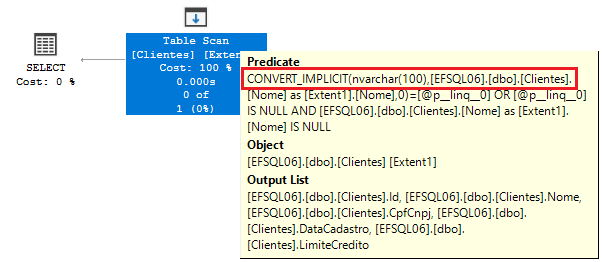 SELECT
Cost: 0 %
Table Scan
[Clientes] [Exten
Cost: 100 %
0.000s
0 of
1 (0%)
Predicate
CONVERT_IMPLICIT(nvarchar(100),[EFSQL06].[dbo].[Clientes].
[Nome] as [Extent1].[Nome],0)=[@p__linq__0] OR [@p__linq__0]
IS NULL AND [EFSQL06].[dbo].[Clientes].[Nome] as [Extent1].
[Nome] IS NULL
Object
[EFSQL06].[dbo].[Clientes] [Extent1]
Output List
[EFSQL06].[dbo].[Clientes].Id, [EFSQL06].[dbo].[Clientes].Nome,
[EFSQL06].[dbo].[Clientes].CpfCnpj, [EFSQL06].[dbo].
[Clientes].DataCadastro, [EFSQL06].[dbo].
[Clientes].LimiteCredito